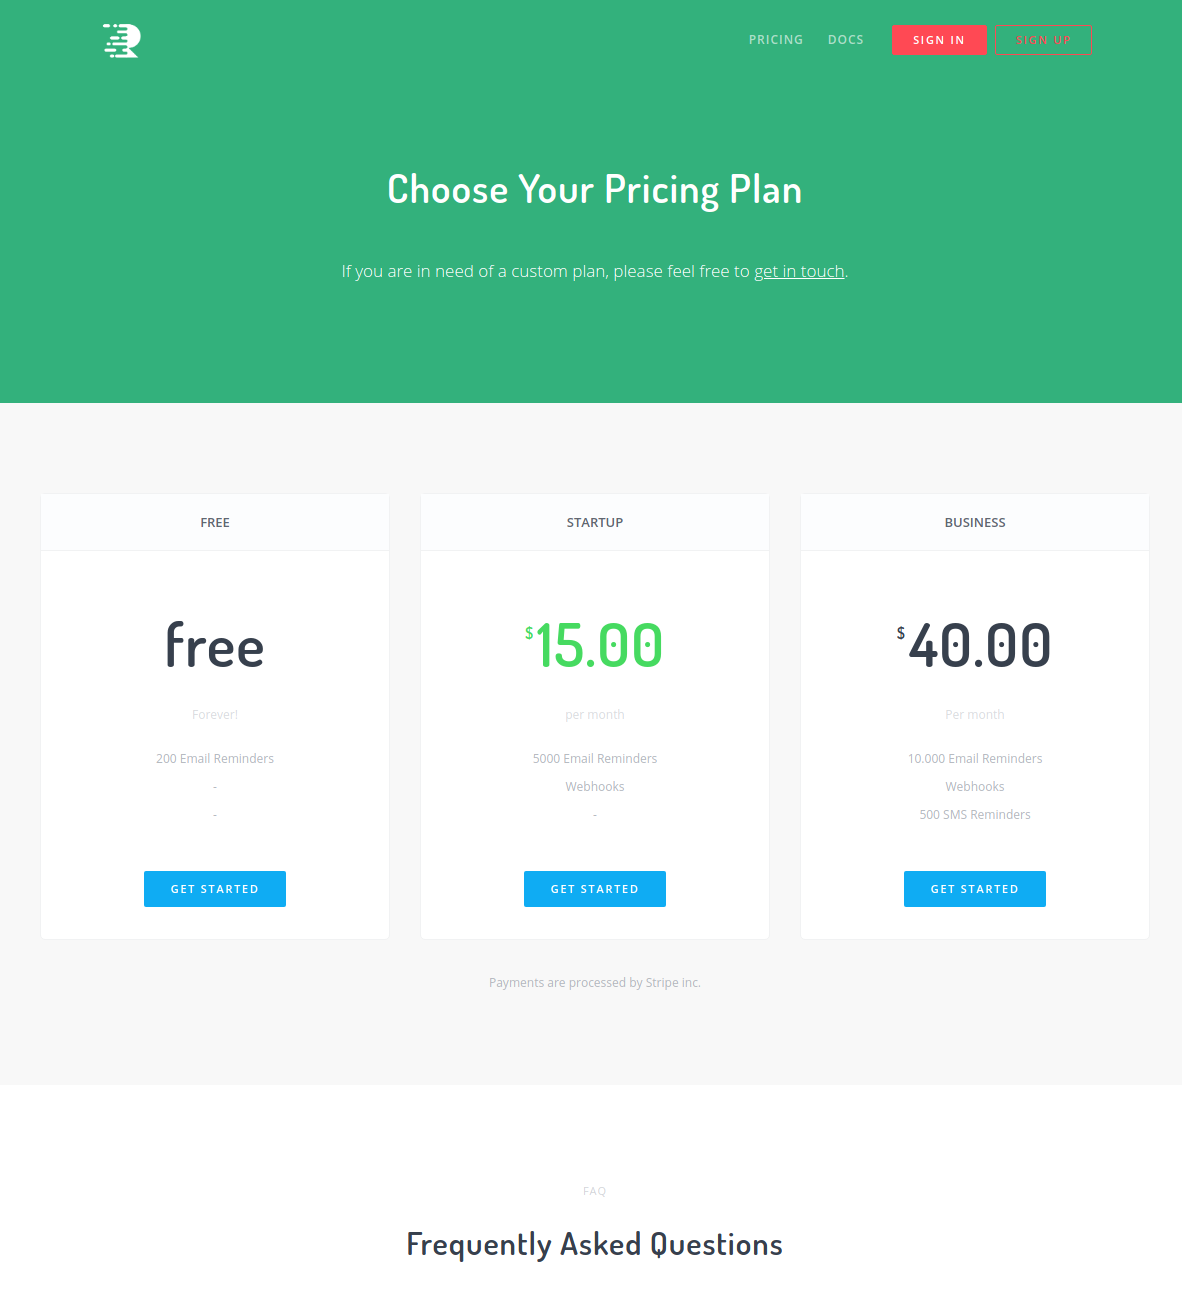 PRICING DOCS SIGN IN SIGN UP
Choose Your Pricing Plan
If you are in need of a custom plan, please feel free to get in touch.
FREE
free
Forever!
200 Email Reminders
-
-
GET STARTED
STARTUP
$15.00
per month
5000 Email Reminders
Webhooks
-
GET STARTED
BUSINESS
$40.00
Per month
10.000 Email Reminders
Webhooks
500 SMS Reminders
GET STARTED
Payments are processed by Stripe inc.
FAQ
Frequently Asked Questions